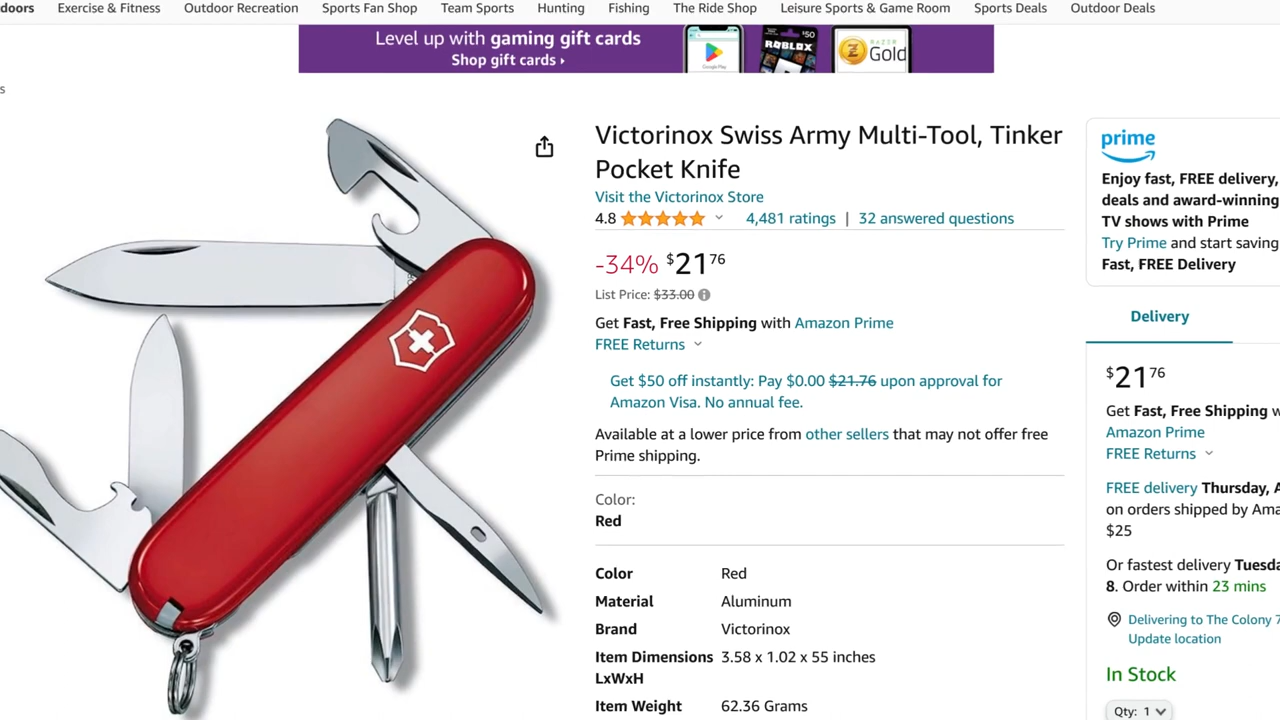 doors Exercise & Fitness Outdoor Recreation Sports Fan Shop Team Sports Hunting Fishing The Ride Shop Leisure Sports & Game Room Sports Deals Outdoor Deals
Level up with gaming gift cards
Shop gift cards ›
Google Play
$50
ROBLOX
RAZER
Gold
s
Victorinox Swiss Army Multi-Tool, Tinker
Pocket Knife
Visit the Victorinox Store
4.8 4,481 ratings | 32 answered questions
-34% $21 76
List Price: $33.00
Get Fast, Free Shipping with Amazon Prime
FREE Returns
Get $50 off instantly: Pay $0.00 $21.76 upon approval for
Amazon Visa. No annual fee.
Available at a lower price from other sellers that may not offer free
Prime shipping.
Color:
Red
Color Red
Material Aluminum
Brand Victorinox
Item Dimensions 3.58 x 1.02 x 55 inches
LxWxH
Item Weight 62.36 Grams
prime
Enjoy fast, FREE delivery,
deals and award-winning
TV shows with Prime
Try Prime and start saving
Fast, FREE Delivery
Delivery
$21 76
Get Fast, Free Shipping w
Amazon Prime
FREE Returns
FREE delivery Thursday, A
on orders shipped by Ama
$25
Or fastest delivery Tuesda
8. Order within 23 mins
Delivering to The Colony 7
Update location
In Stock
Qty: 1